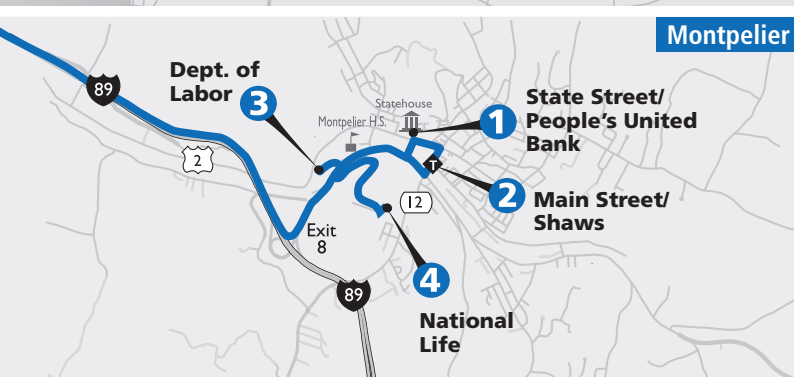 Montpelier
89
2
Dept. of
Labor
3
Statehouse
Montpelier H.S.
1
State Street/
People's United
Bank
T
2
Main Street/
Shaws
12
Exit
8
4
National
Life
89